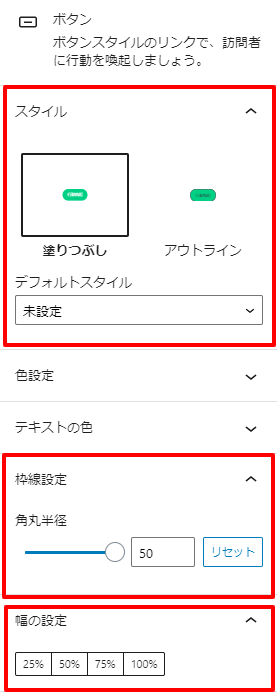 ボタン
ボタンスタイルのリンクで、訪問者
に行動を喚起しましょう。
スタイル
塗りつぶし
アウトライン
デフォルトスタイル
未設定
色設定
テキストの色
枠線設定
角丸半径
50
リセット
幅の設定
25% 50% 75% 100%